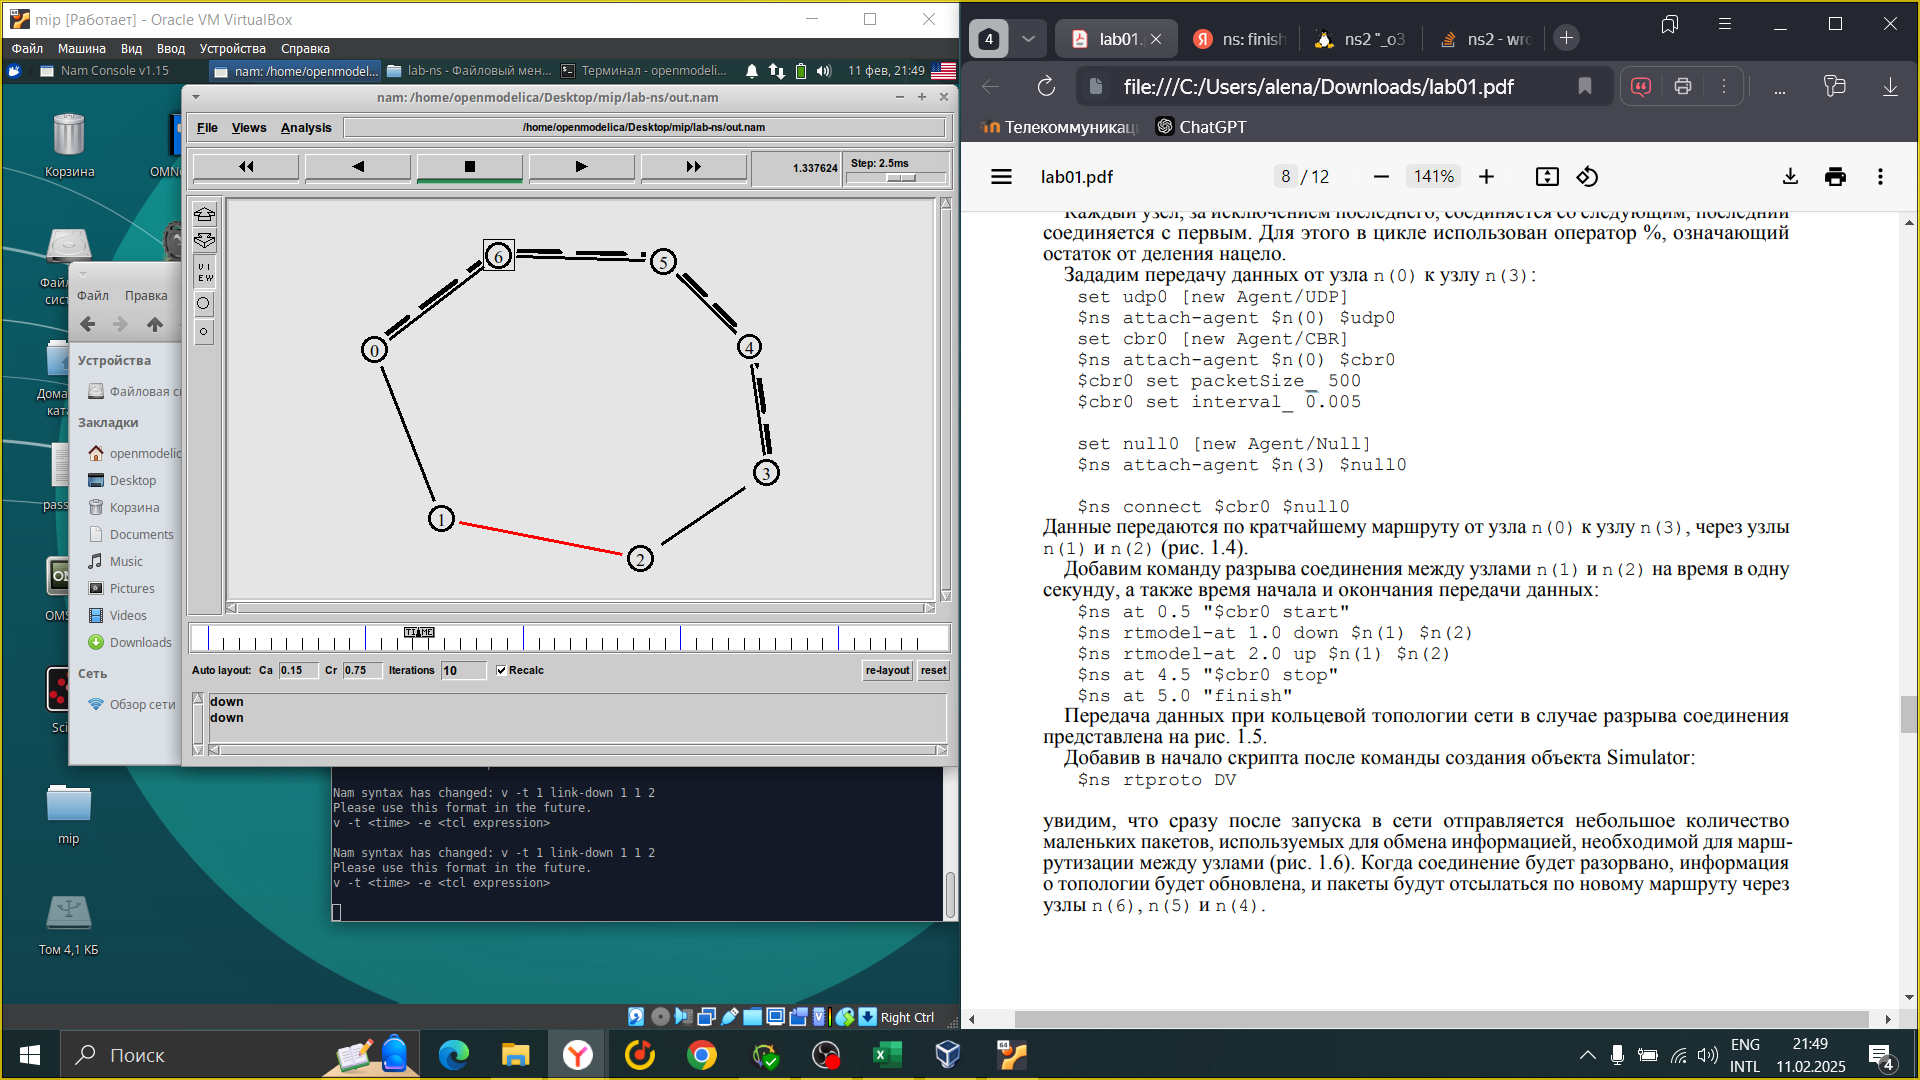 mip [Работает] - Oracle VM VirtualBox
Файл Машина Вид Ввод Устройства Справка
Nam Console v1.15
nam: /home/openmodel...
lab-ns - Файловый мен...
Терминал - openmodeli...
11 фев, 21:49
Корзина
OMN
Файл
сист
Дома
ката
pass
OMS
Sci
mip
Том 4,1 КБ
Файл Правка
Устройства
Файловая си
Закладки
openmodelic
Desktop
Корзина
Documents
Music
Pictures
Videos
Downloads
Сеть
Обзор сети
nam: /home/openmodelica/Desktop/mip/lab-ns/out.nam
File Views Analysis
/home/openmodelica/Desktop/mip/lab-ns/out.nam
1.337624
Step: 2.5ms
VIEW
6
5
0
4
3
1
2
TIME
Auto layout: Ca 0.15 Cr 0.75 Iterations 10 Recalc re-layout reset
down
down
Nam syntax has changed: v -t 1 link-down 1 1 2
Please use this format in the future.
v -t <time> -e <tcl expression>
Nam syntax has changed: v -t 1 link-down 1 1 2
Please use this format in the future.
v -t <time> -e <tcl expression>
Right Ctrl
4
lab01.
ns: finish
ns2 "_o3
ns2 - wro
file:///C:/Users/alena/Downloads/lab01.pdf
...
Телекоммуникац
ChatGPT
lab01.pdf
8 / 12
141%
Каждый узел, за исключением последнего, соединяется со следующим, последний
соединяется с первым. Для этого в цикле использован оператор %, означающий
остаток от деления нацело.
Зададим передачу данных от узла n(0) к узлу n(3):
set udp0 [new Agent/UDP]
$ns attach-agent $n(0) $udp0
set cbr0 [new Agent/CBR]
$ns attach-agent $n(0) $cbr0
$cbr0 set packetSize_ 500
$cbr0 set interval_ 0.005
set null0 [new Agent/Null]
$ns attach-agent $n(3) $null0
$ns connect $cbr0 $null0
Данные передаются по кратчайшему маршруту от узла n(0) к узлу n(3), через узлы
n(1) и n(2) (рис. 1.4).
Добавим команду разрыва соединения между узлами n(1) и n(2) на время в одну
секунду, а также время начала и окончания передачи данных:
$ns at 0.5 "$cbr0 start"
$ns rtmodel-at 1.0 down $n(1) $n(2)
$ns rtmodel-at 2.0 up $n(1) $n(2)
$ns at 4.5 "$cbr0 stop"
$ns at 5.0 "finish"
Передача данных при кольцевой топологии сети в случае разрыва соединения
представлена на рис. 1.5.
Добавив в начало скрипта после команды создания объекта Simulator:
$ns rtproto DV
увидим, что сразу после запуска в сети отправляется небольшое количество
маленьких пакетов, используемых для обмена информацией, необходимой для марш-
рутизации между узлами (рис. 1.6). Когда соединение будет разорвано, информация
о топологии будет обновлена, и пакеты будут отсылаться по новому маршруту через
узлы n(6), n(5) и n(4).
Поиск
ENG
INTL
21:49
11.02.2025
4